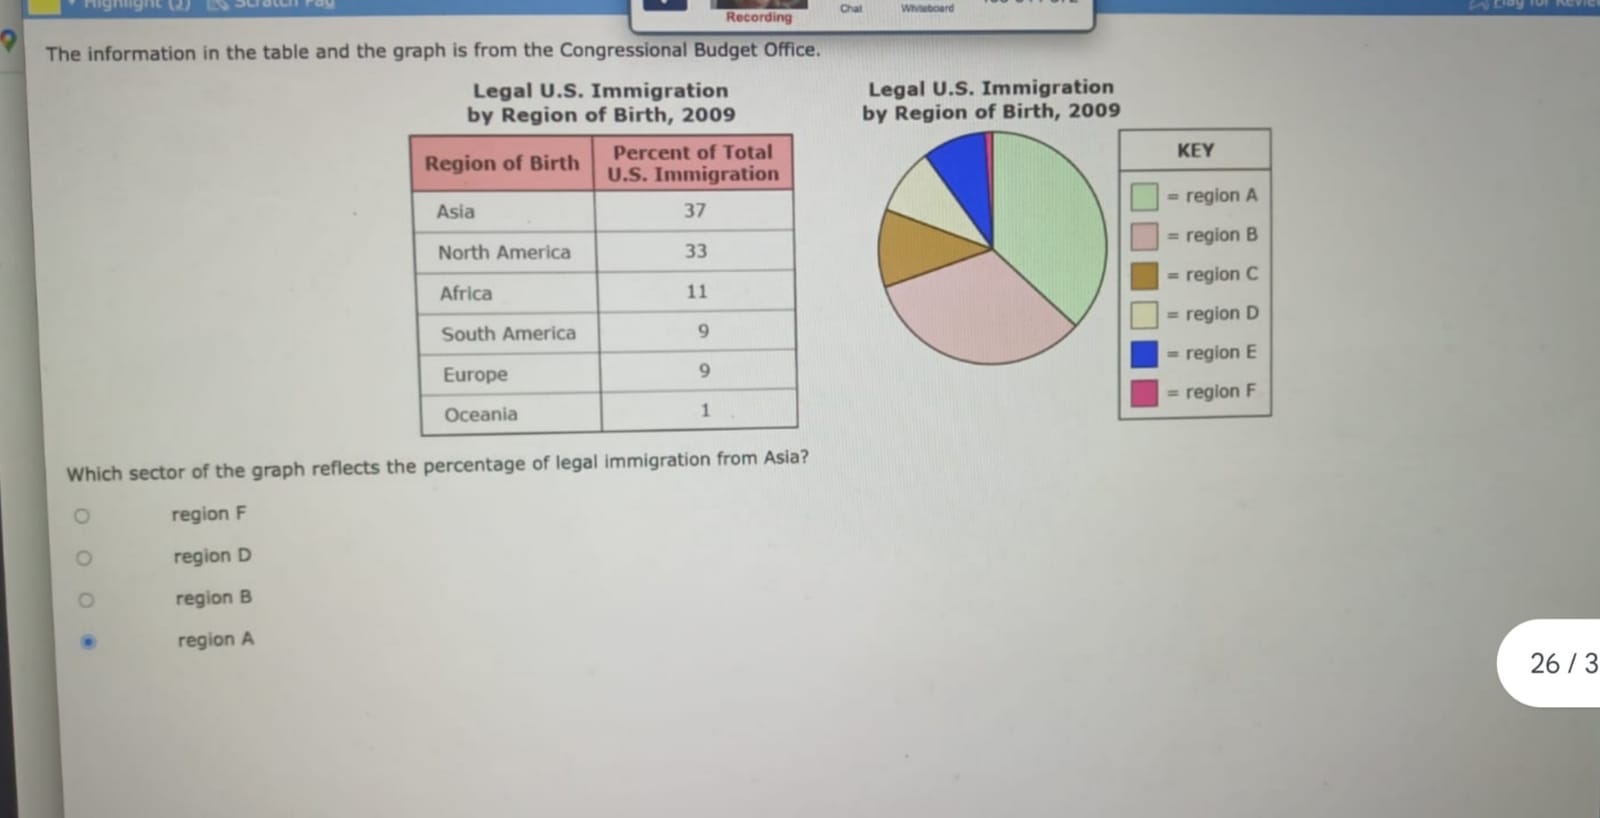 Highlight (J)
Scratch Pad
Recording
Chat
Whiteboard
The information in the table and the graph is from the Congressional Budget Office.
Legal U.S. Immigration
by Region of Birth, 2009
Region of Birth Percent of Total U.S. Immigration
Asia 37
North America 33
Africa 11
South America 9
Europe 9
Oceania 1
Legal U.S. Immigration
by Region of Birth, 2009
KEY
= region A
= region B
= region C
= region D
= region E
= region F
Which sector of the graph reflects the percentage of legal immigration from Asia?
region F
region D
region B
region A
26 / 3